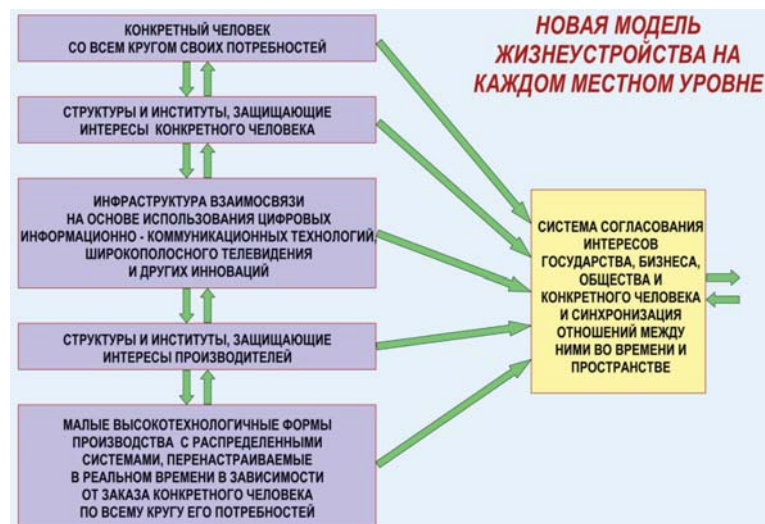 НОВАЯ МОДЕЛЬ
ЖИЗНЕУСТРОЙСТВА НА
КАЖДОМ МЕСТНОМ УРОВНЕ
КОНКРЕТНЫЙ ЧЕЛОВЕК
СО ВСЕМ КРУГОМ СВОИХ ПОТРЕБНОСТЕЙ
СТРУКТУРЫ И ИНСТИТУТЫ, ЗАЩИЩАЮЩИЕ
ИНТЕРЕСЫ КОНКРЕТНОГО ЧЕЛОВЕКА
ИНФРАСТРУКТУРА ВЗАИМОСВЯЗИ
НА ОСНОВЕ ИСПОЛЬЗОВАНИЯ ЦИФРОВЫХ
ИНФОРМАЦИОННО - КОММУНИКАЦИОННЫХ ТЕХНОЛОГИЙ,
ШИРОКОПОЛОСНОГО ТЕЛЕВИДЕНИЯ
И ДРУГИХ ИННОВАЦИЙ
СТРУКТУРЫ И ИНСТИТУТЫ, ЗАЩИЩАЮЩИЕ
ИНТЕРЕСЫ ПРОИЗВОДИТЕЛЕЙ
МАЛЫЕ ВЫСОКОТЕХНОЛОГИЧНЫЕ ФОРМЫ
ПРОИЗВОДСТВА С РАСПРЕДЕЛЕННЫМИ
СИСТЕМАМИ, ПЕРЕНАСТРАИВАЕМЫЕ
В РЕАЛЬНОМ ВРЕМЕНИ В ЗАВИСИМОСТИ
ОТ ЗАКАЗА КОНКРЕТНОГО ЧЕЛОВЕКА
ПО ВСЕМУ КРУГУ ЕГО ПОТРЕБНОСТЕЙ
СИСТЕМА СОГЛАСОВАНИЯ
ИНТЕРЕСОВ
ГОСУДАРСТВА, БИЗНЕСА,
ОБЩЕСТВА И
КОНКРЕТНОГО ЧЕЛОВЕКА
И СИНХРОНИЗАЦИЯ
ОТНОШЕНИЙ МЕЖДУ
НИМИ ВО ВРЕМЕНИ И
ПРОСТРАНСТВЕ